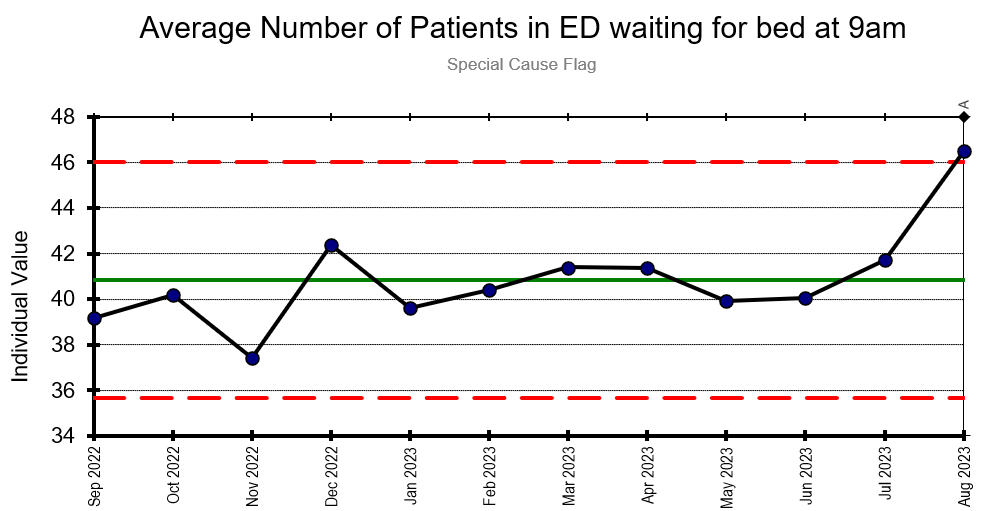 Average Number of Patients in ED waiting for bed at 9am
Special Cause Flag
A
48
46
44
42
40
38
36
34
Individual Value
Sep 2022
Oct 2022
Nov 2022
Dec 2022
Jan 2023
Feb 2023
Mar 2023
Apr 2023
May 2023
Jun 2023
Jul 2023
Aug 2023